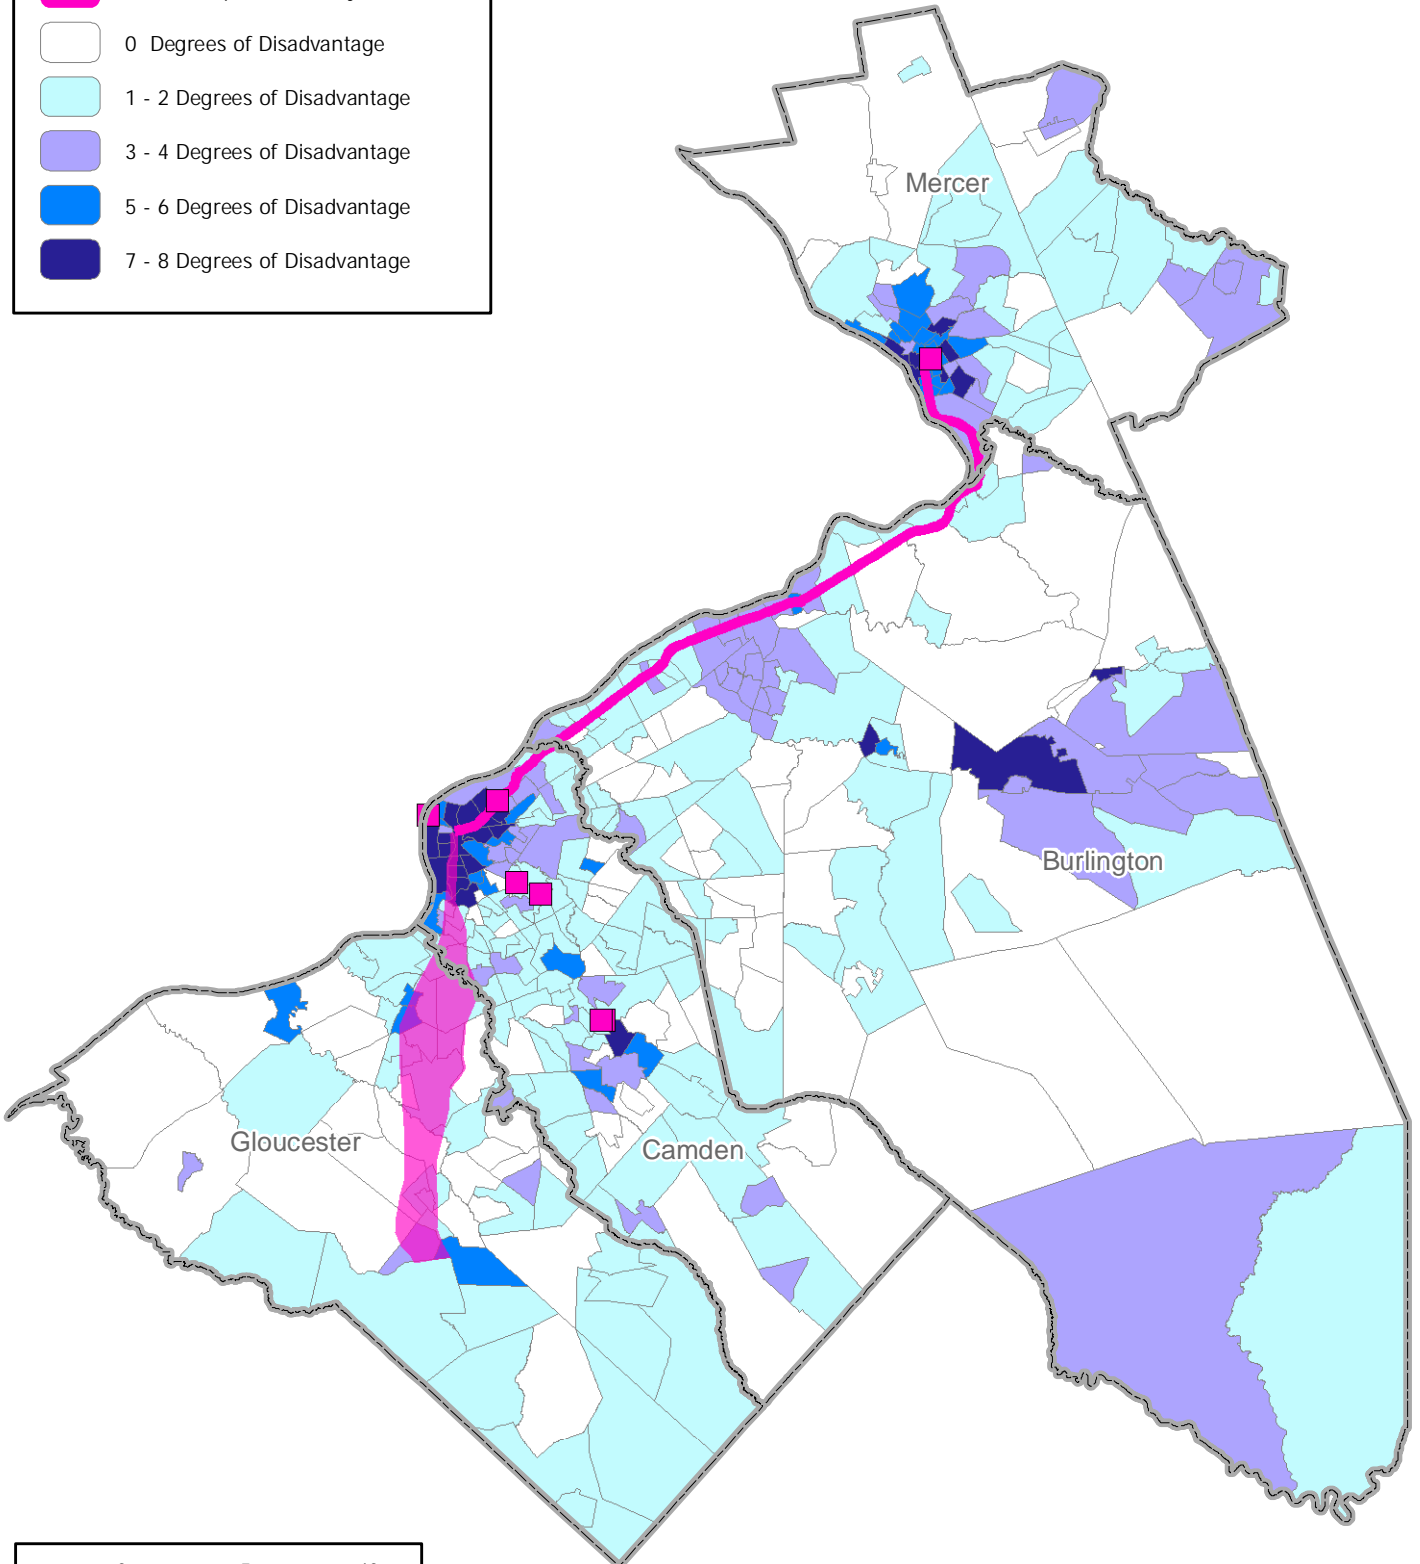 0 Degrees of Disadvantage
1 - 2 Degrees of Disadvantage
3 - 4 Degrees of Disadvantage
5 - 6 Degrees of Disadvantage
7 - 8 Degrees of Disadvantage
Mercer
Burlington
Gloucester
Camden